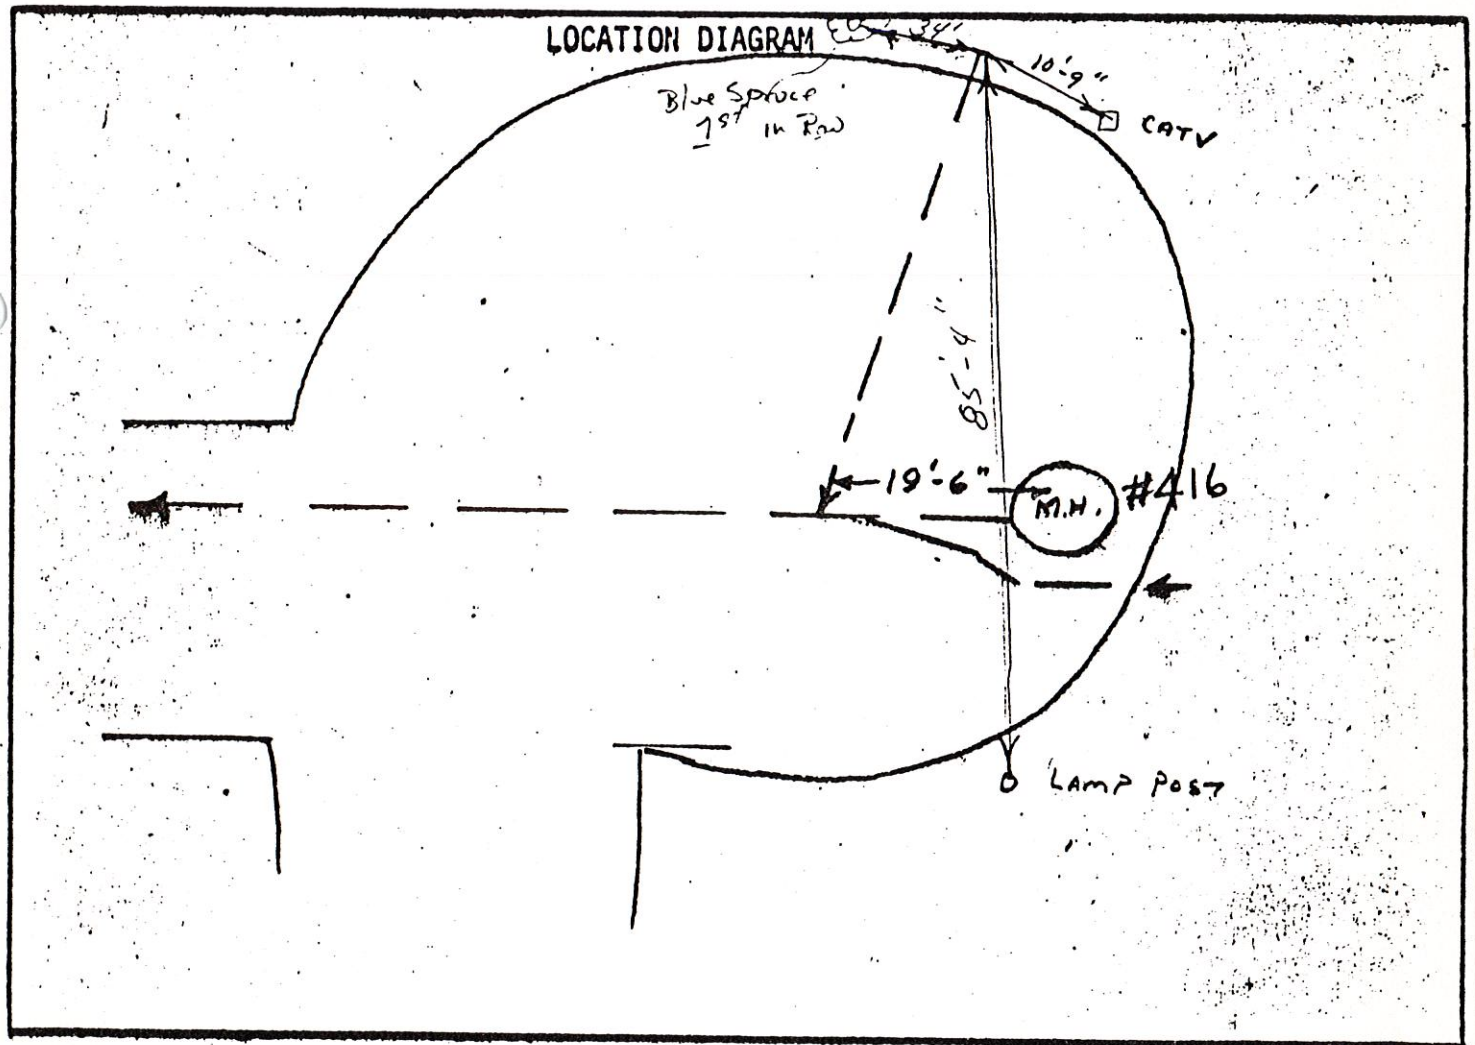 LOCATION DIAGRAM
34'
10'-9"
Blue Spruce
1st in Row
CATV
85'-4"
19'-6"
M.H.
#416
LAMP POST